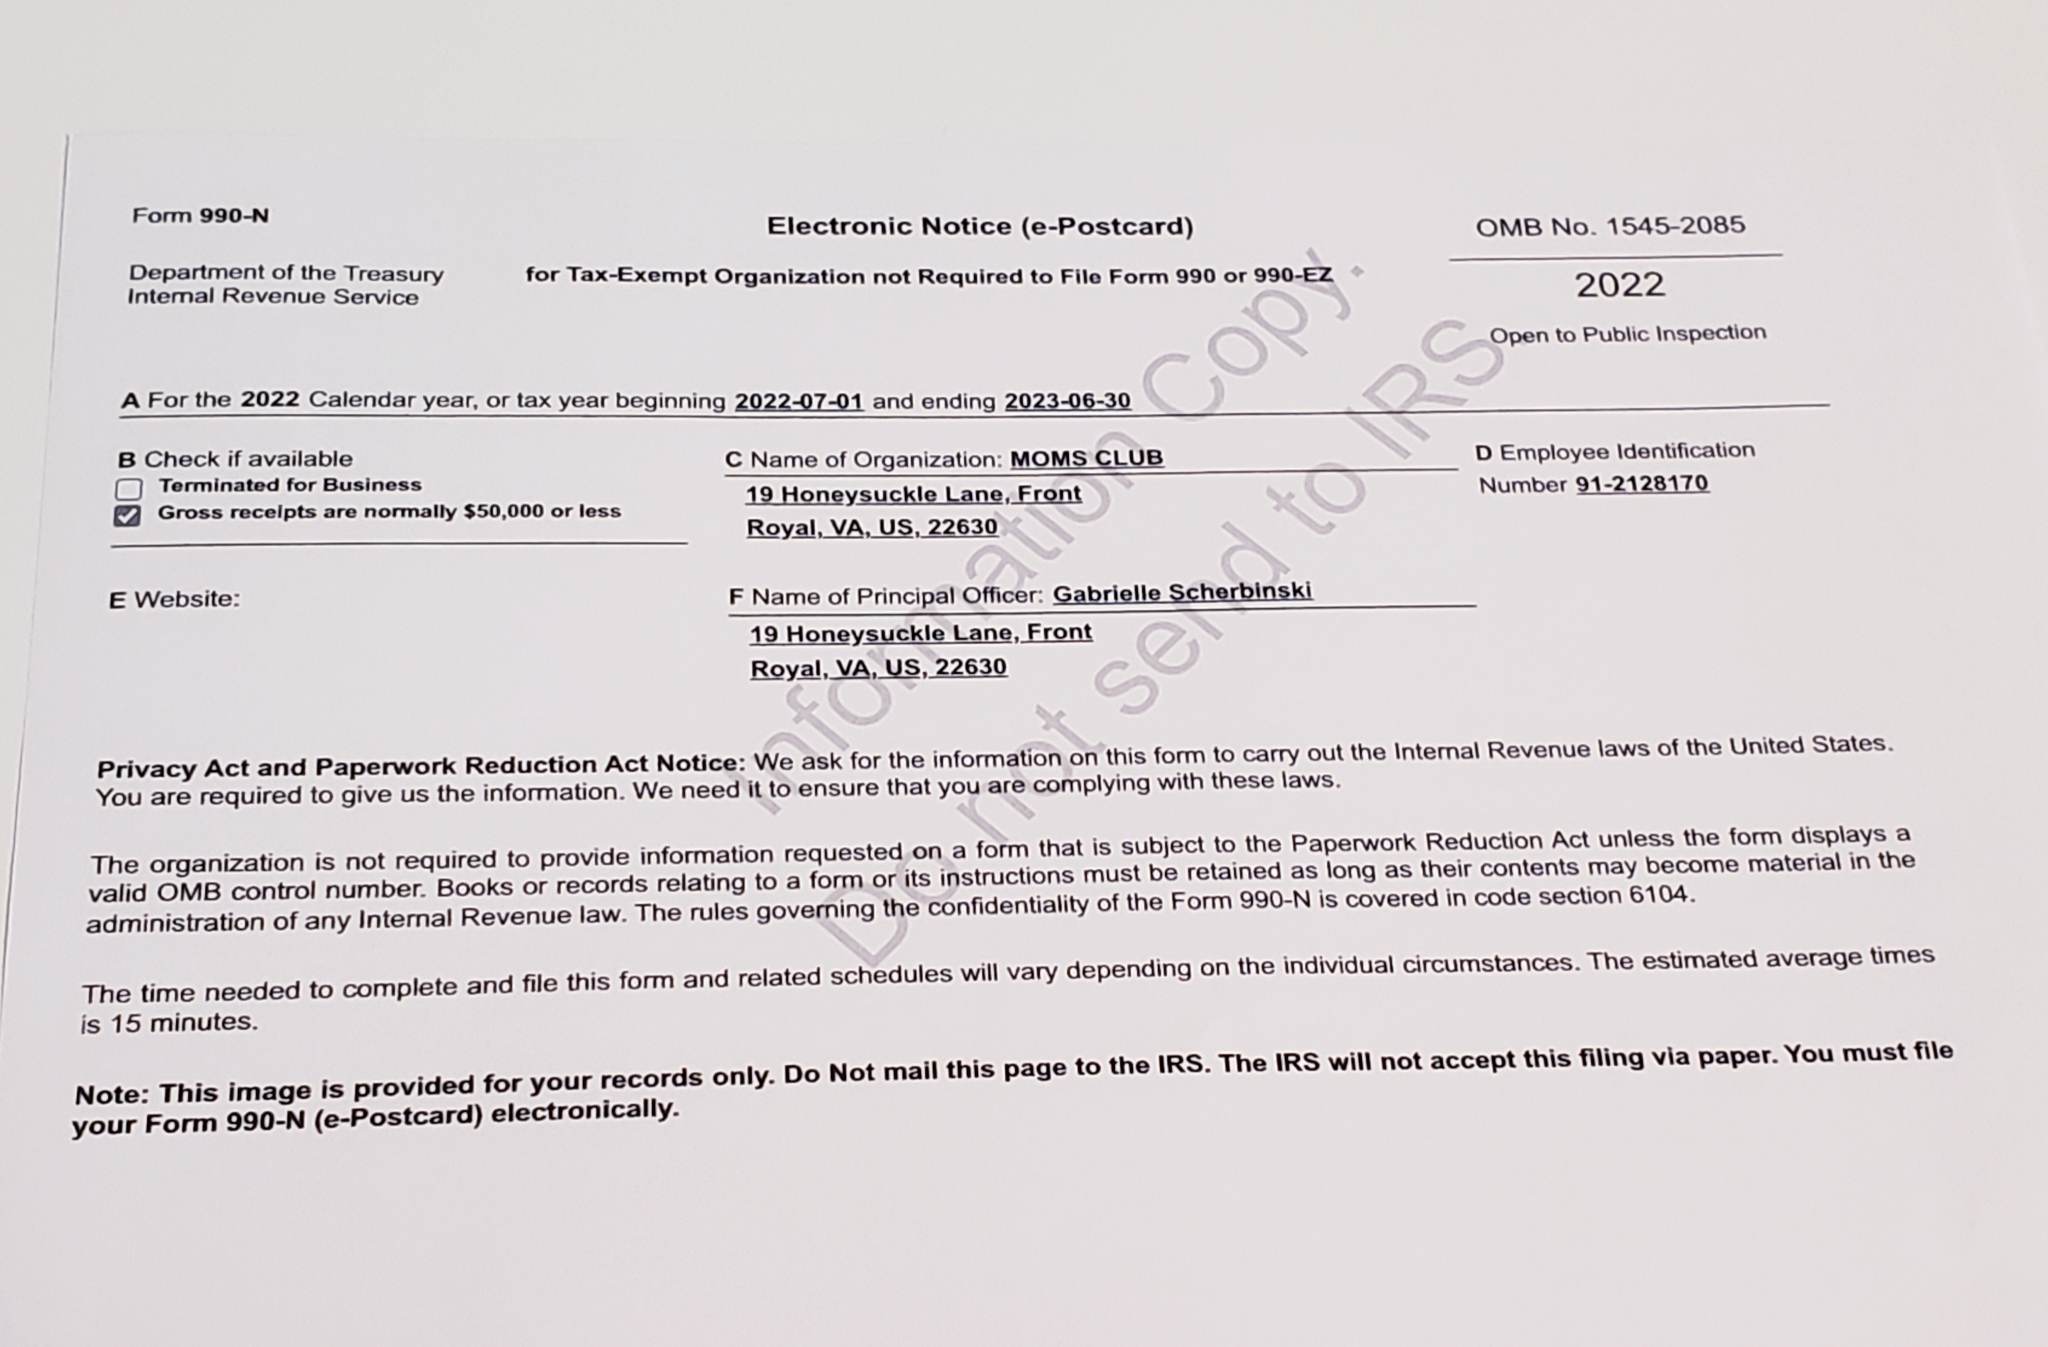 Form 990-N
Electronic Notice (e-Postcard)
OMB No. 1545-2085
Department of the Treasury
Internal Revenue Service
for Tax-Exempt Organization not Required to File Form 990 or 990-EZ
2022
Open to Public Inspection
A For the 2022 Calendar year, or tax year beginning 2022-07-01 and ending 2023-06-30
B Check if available
Terminated for Business
Gross receipts are normally $50,000 or less
C Name of Organization: MOMS CLUB
19 Honeysuckle Lane, Front
Royal, VA, US, 22630
D Employee Identification
Number 91-2128170
E Website:
F Name of Principal Officer: Gabrielle Scherbinski
19 Honeysuckle Lane, Front
Royal, VA, US, 22630
Privacy Act and Paperwork Reduction Act Notice: We ask for the information on this form to carry out the Internal Revenue laws of the United States.
You are required to give us the information. We need it to ensure that you are complying with these laws.
The organization is not required to provide information requested on a form that is subject to the Paperwork Reduction Act unless the form displays a
valid OMB control number. Books or records relating to a form or its instructions must be retained as long as their contents may become material in the
administration of any Internal Revenue law. The rules governing the confidentiality of the Form 990-N is covered in code section 6104.
The time needed to complete and file this form and related schedules will vary depending on the individual circumstances. The estimated average times
is 15 minutes.
Note: This image is provided for your records only. Do Not mail this page to the IRS. The IRS will not accept this filing via paper. You must file
your Form 990-N (e-Postcard) electronically.
Information Copy.
Do not send to IRS